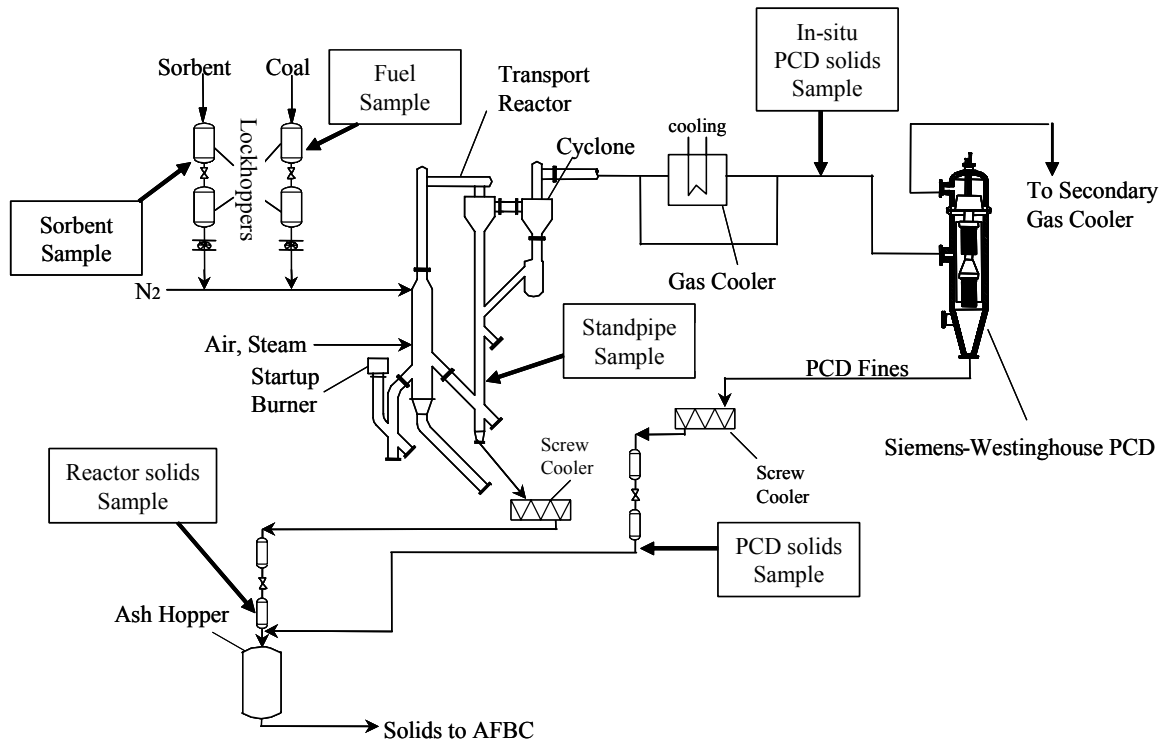 Sorbent
Coal
Fuel
Sample
Transport
Reactor
In-situ
PCD solids
Sample
Lockhoppers
Cyclone
cooling
To Secondary
Gas Cooler
Sorbent
Sample
N2
Gas Cooler
Air, Steam
Startup
Burner
Standpipe
Sample
PCD Fines
Siemens-Westinghouse PCD
Screw
Cooler
Screw
Cooler
Reactor solids
Sample
PCD solids
Sample
Ash Hopper
Solids to AFBC